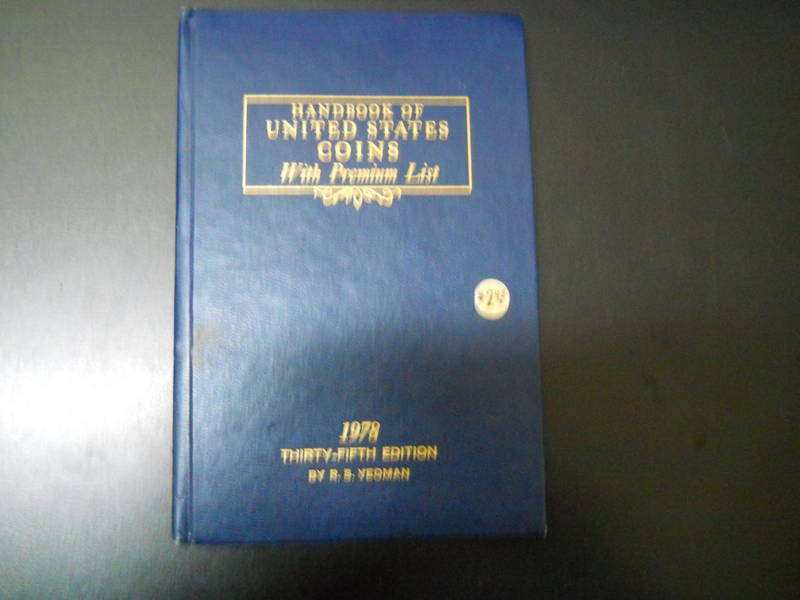 HANDBOOK OF
UNITED STATES
COINS
With Premium List
1978
THIRTY-FIFTH EDITION
BY R. S. YEOMAN